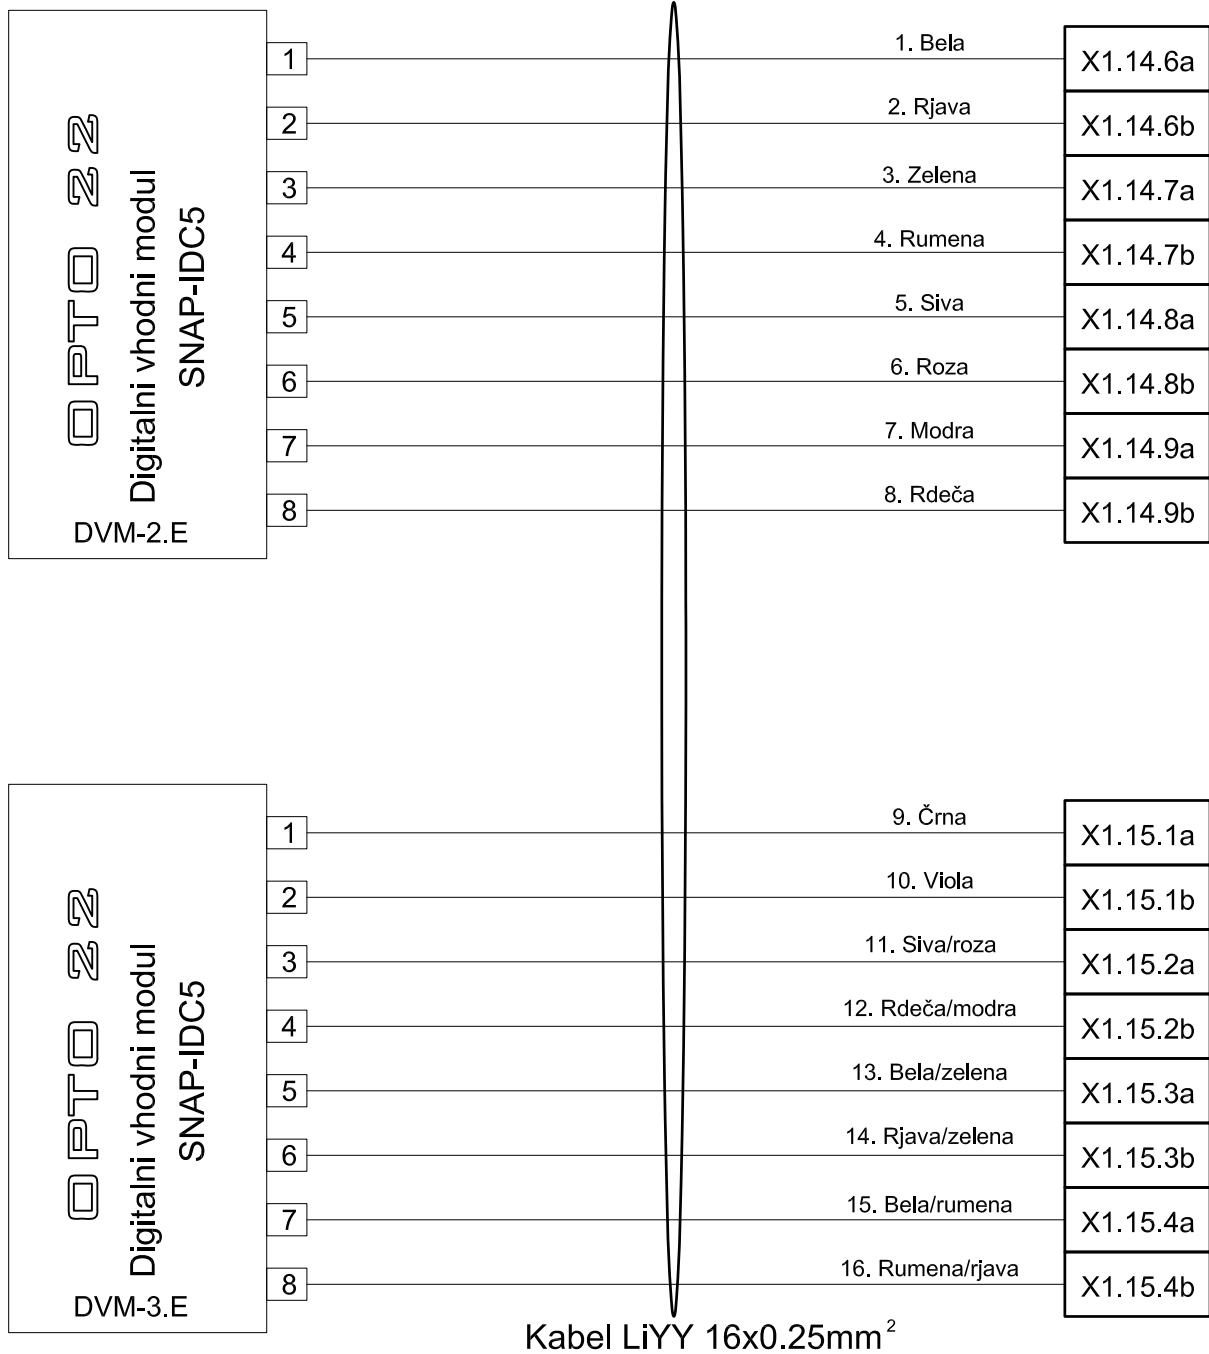 OPTO 22
Digitalni vhodni modul
SNAP-IDC5
DVM-2.E
1 1. Bela X1.14.6a
2 2. Rjava X1.14.6b
3 3. Zelena X1.14.7a
4 4. Rumena X1.14.7b
5 5. Siva X1.14.8a
6 6. Roza X1.14.8b
7 7. Modra X1.14.9a
8 8. Rdeča X1.14.9b
OPTO 22
Digitalni vhodni modul
SNAP-IDC5
DVM-3.E
1 9. Črna X1.15.1a
2 10. Viola X1.15.1b
3 11. Siva/roza X1.15.2a
4 12. Rdeča/modra X1.15.2b
5 13. Bela/zelena X1.15.3a
6 14. Rjava/zelena X1.15.3b
7 15. Bela/rumena X1.15.4a
8 16. Rumena/rjava X1.15.4b
Kabel LiYY 16x0.25mm²